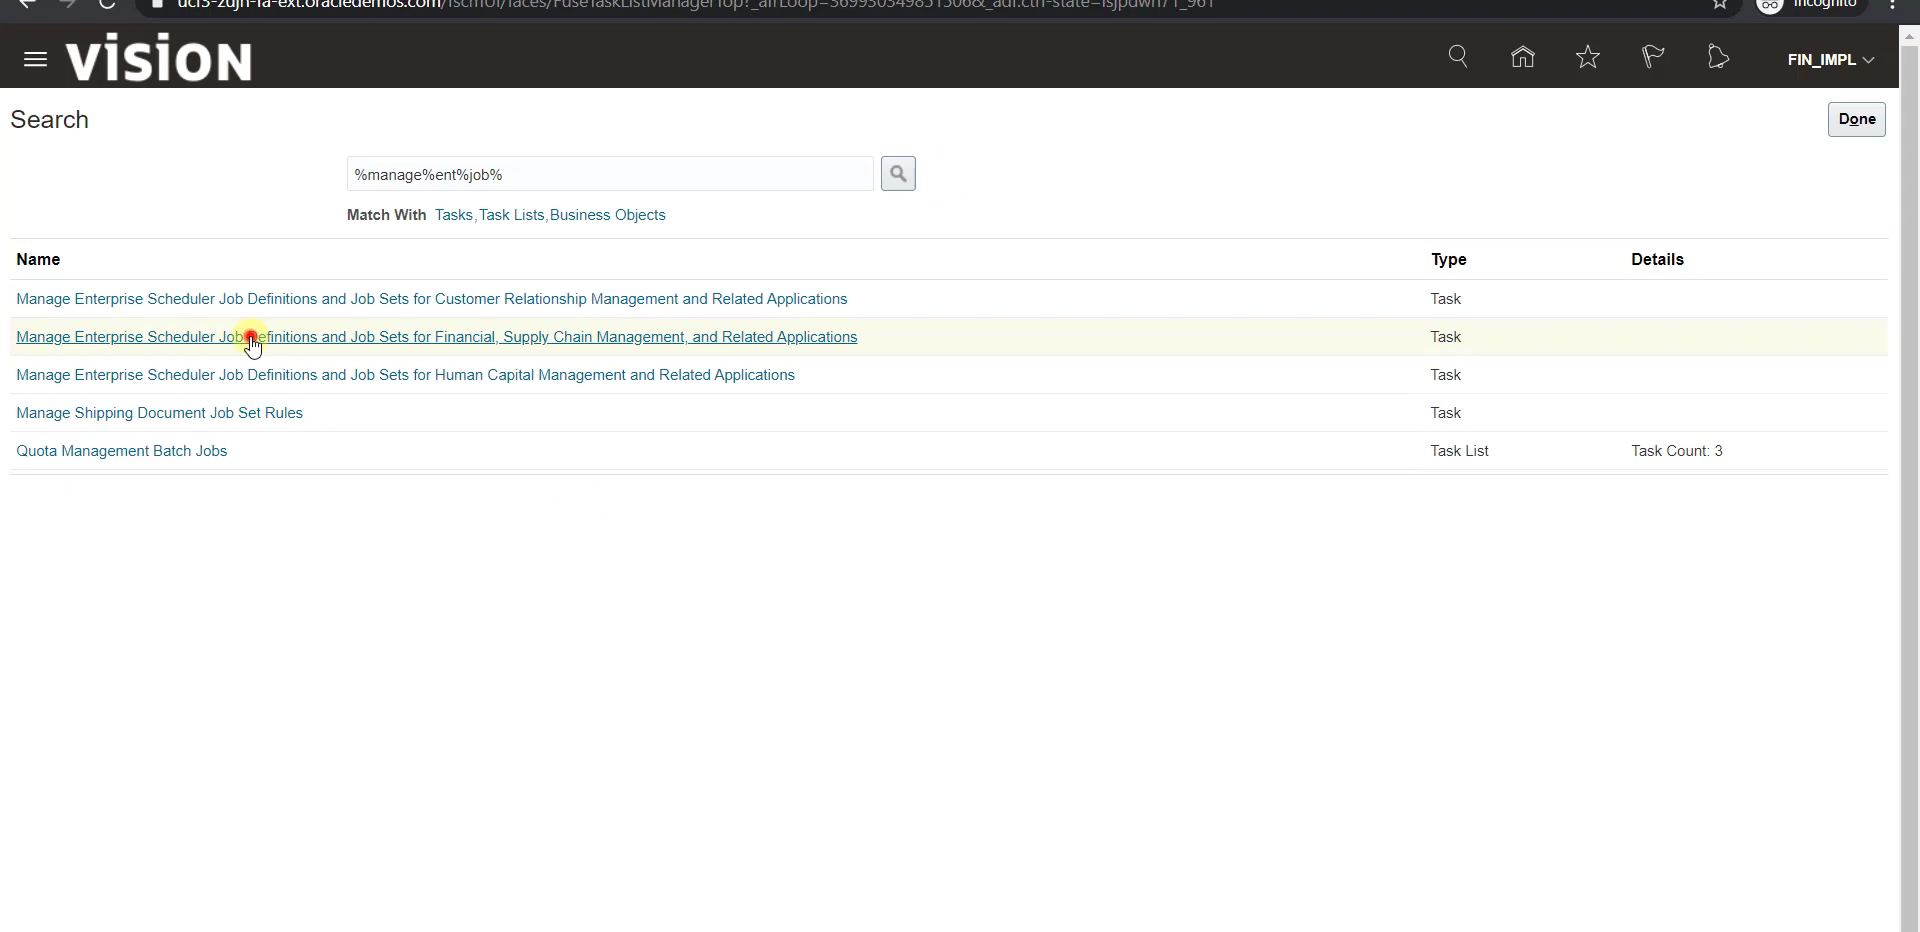 vision
FIN_IMPL
Search
Done
%manage%ent%job%
Match With Tasks, Task Lists, Business Objects
Name Type Details
Manage Enterprise Scheduler Job Definitions and Job Sets for Customer Relationship Management and Related Applications Task
Manage Enterprise Scheduler Job Definitions and Job Sets for Financial, Supply Chain Management, and Related Applications Task
Manage Enterprise Scheduler Job Definitions and Job Sets for Human Capital Management and Related Applications Task
Manage Shipping Document Job Set Rules Task
Quota Management Batch Jobs Task List Task Count: 3